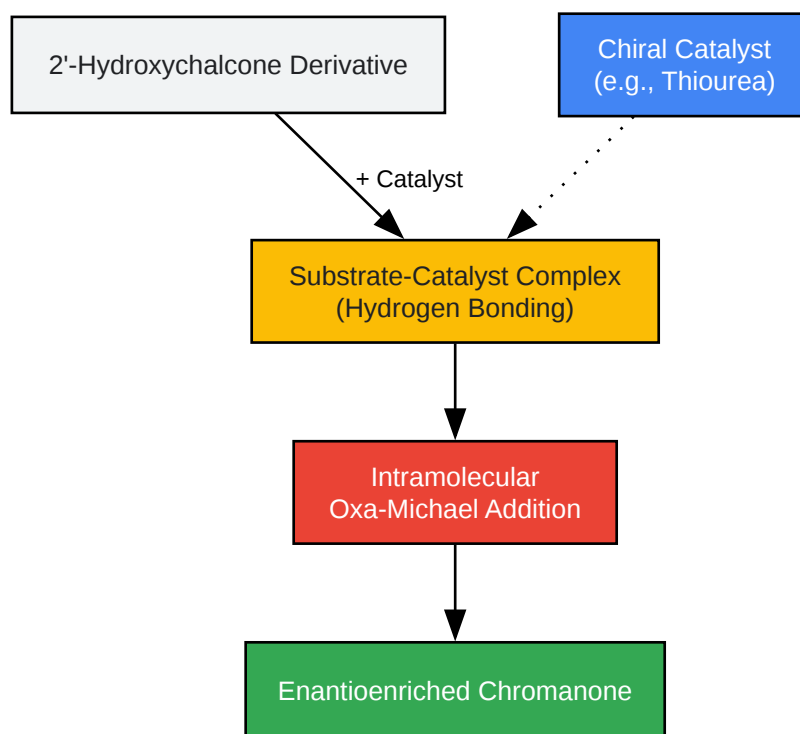 2'-Hydroxychalcone Derivative
Chiral Catalyst
(e.g., Thiourea)
+ Catalyst
Substrate-Catalyst Complex
(Hydrogen Bonding)
Intramolecular
Oxa-Michael Addition
Enantioenriched Chromanone